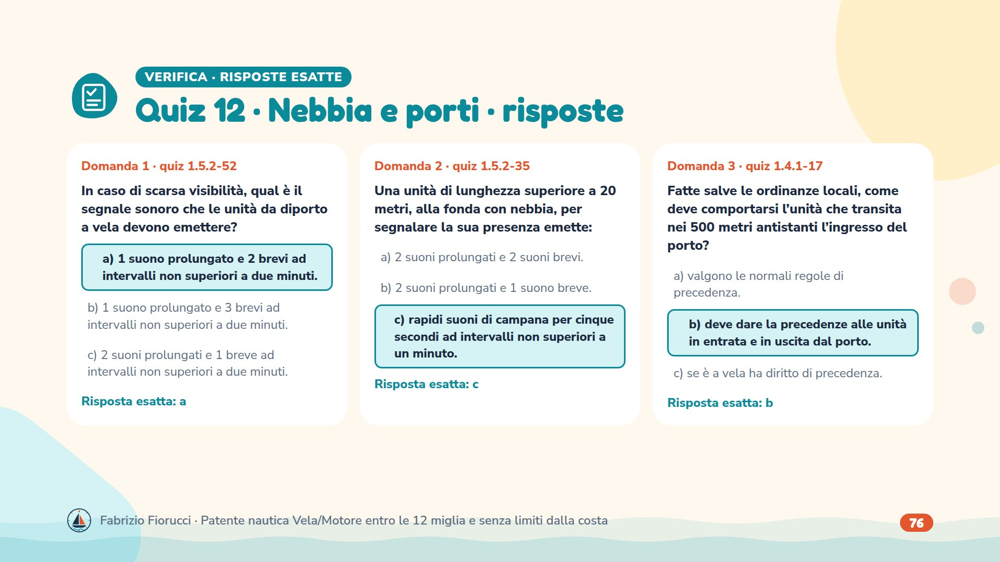 VERIFICA · RISPOSTE ESATTE
Quiz 12 · Nebbia e porti · risposte
Domanda 1 · quiz 1.5.2-52
In caso di scarsa visibilità, qual è il
segnale sonoro che le unità da diporto
a vela devono emettere?
a) 1 suono prolungato e 2 brevi ad
intervalli non superiori a due minuti.
b) 1 suono prolungato e 3 brevi ad
intervalli non superiori a due minuti.
c) 2 suoni prolungati e 1 breve ad
intervalli non superiori a due minuti.
Risposta esatta: a
Domanda 2 · quiz 1.5.2-35
Una unità di lunghezza superiore a 20
metri, alla fonda con nebbia, per
segnalare la sua presenza emette:
a) 2 suoni prolungati e 2 suoni brevi.
b) 2 suoni prolungati e 1 suono breve.
c) rapidi suoni di campana per cinque
secondi ad intervalli non superiori a
un minuto.
Risposta esatta: c
Domanda 3 · quiz 1.4.1-17
Fatte salve le ordinanze locali, come
deve comportarsi l’unità che transita
nei 500 metri antistanti l’ingresso del
porto?
a) valgono le normali regole di
precedenza.
b) deve dare la precedenze alle unità
in entrata e in uscita dal porto.
c) se è a vela ha diritto di precedenza.
Risposta esatta: b
Fabrizio Fiorucci · Patente nautica Vela/Motore entro le 12 miglia e senza limiti dalla costa
76